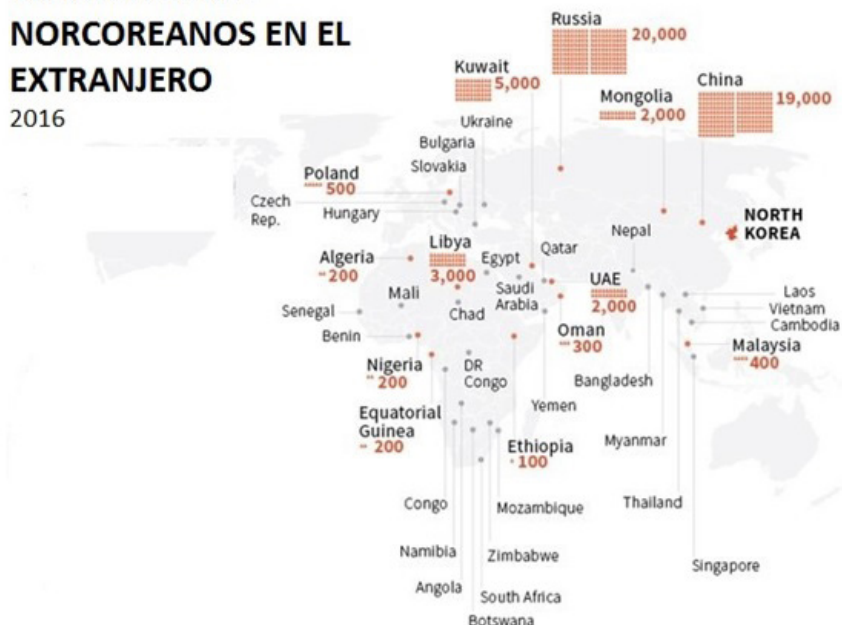 NORCOREANOS EN EL
EXTRANJERO
2016
Russia
20,000
Kuwait
5,000
China
19,000
Mongolia
2,000
Ukraine
Bulgaria
Slovakia
Poland
500
Czech
Rep.
Hungary
NORTH
KOREA
Nepal
Qatar
Libya
3,000
Egypt
Algeria
200
Saudi
Arabia
UAE
2,000
Mali
Chad
Senegal
Laos
Vietnam
Cambodia
Benin
Oman
300
Malaysia
400
Nigeria
200
DR
Congo
Bangladesh
Yemen
Equatorial
Guinea
200
Ethiopia
100
Myanmar
Congo
Mozambique
Thailand
Namibia
Zimbabwe
Singapore
Angola
South Africa
Botswana